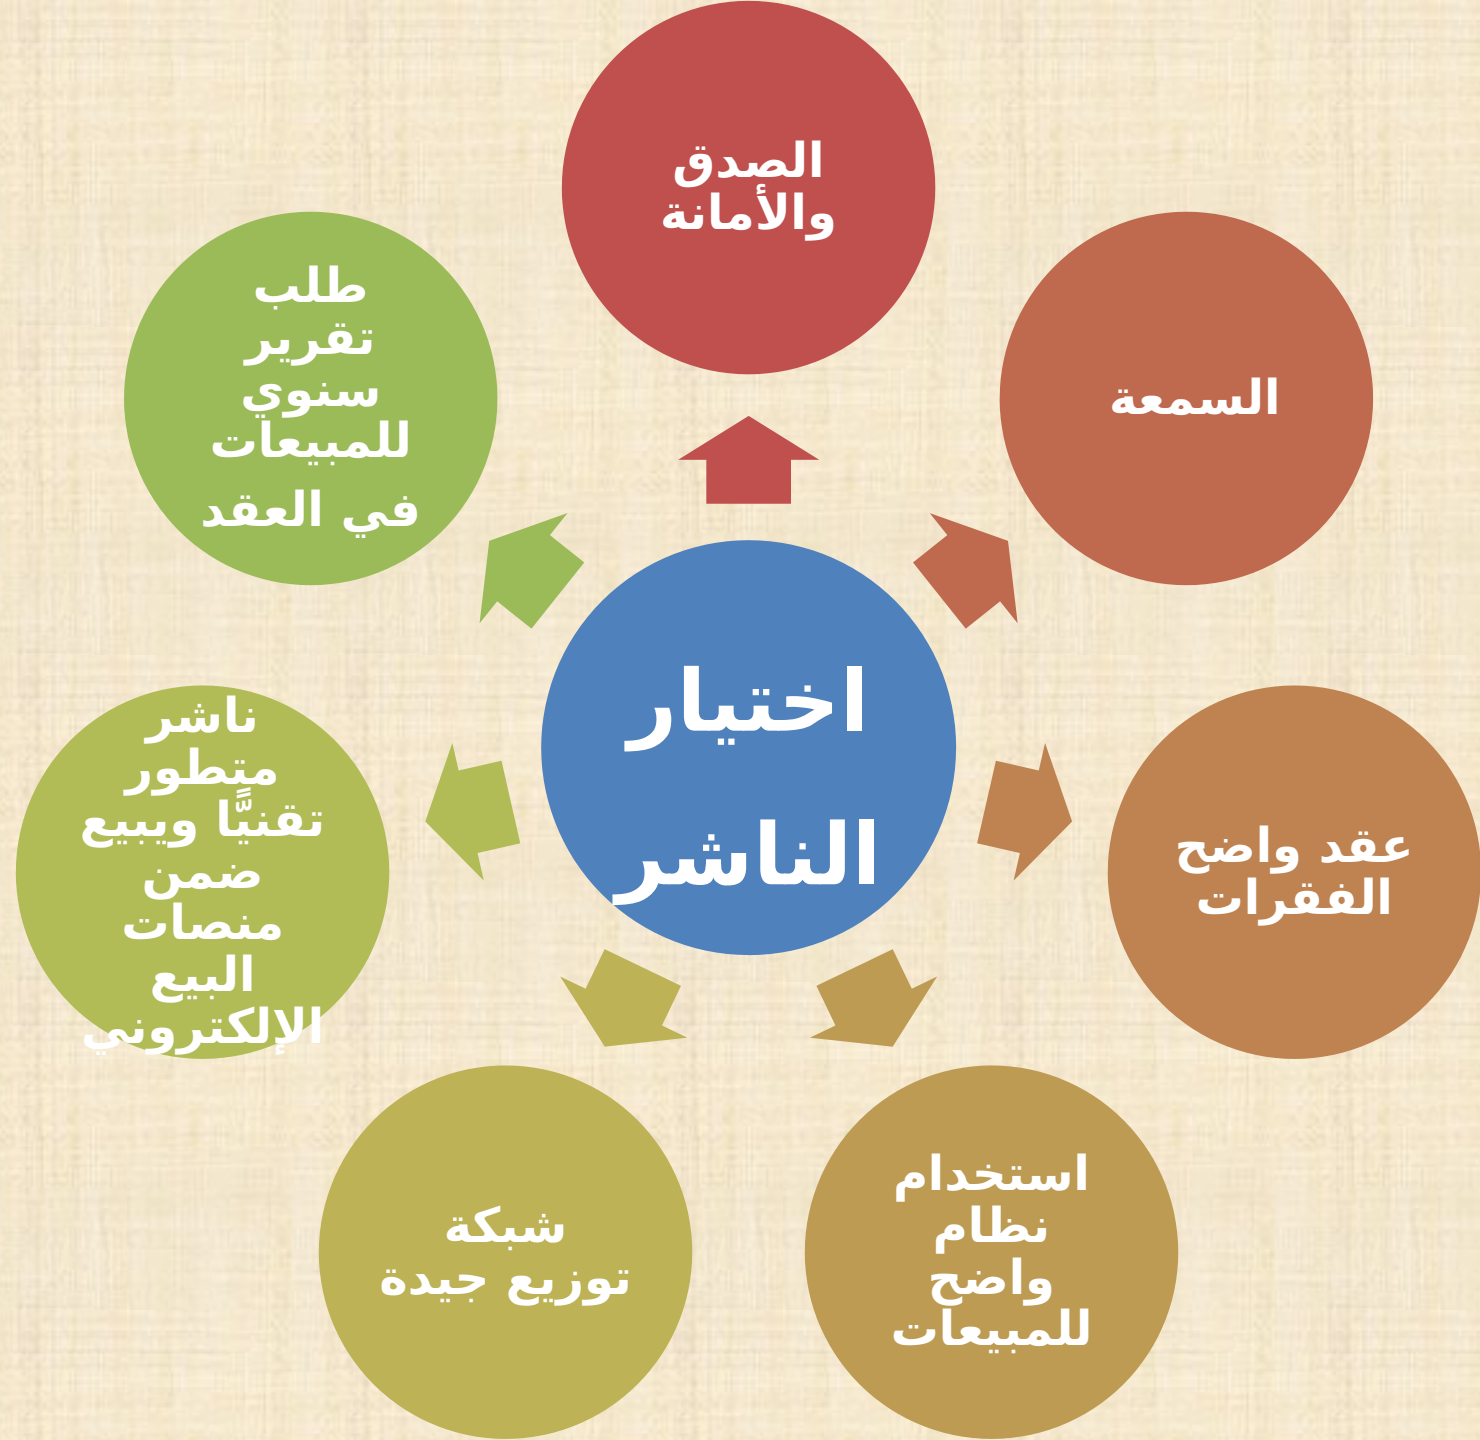 الصدق
والأمانة
السمعة
عقد واضح
الفقرات
استخدام
نظام
واضح
للمبيعات
شبكة
توزيع جيدة
ناشر
متطور
تقنيًّا ويبيع
ضمن
منصات
البيع
الإلكتروني
طلب
تقرير
سنوي
للمبيعات
في العقد
اختيار
الناشر